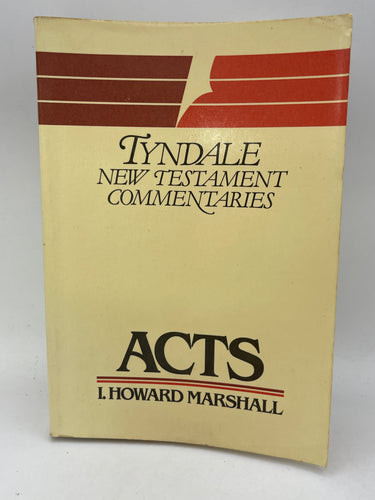 TYNDALE
NEW TESTAMENT
COMMENTARIES
ACTS
I. HOWARD MARSHALL